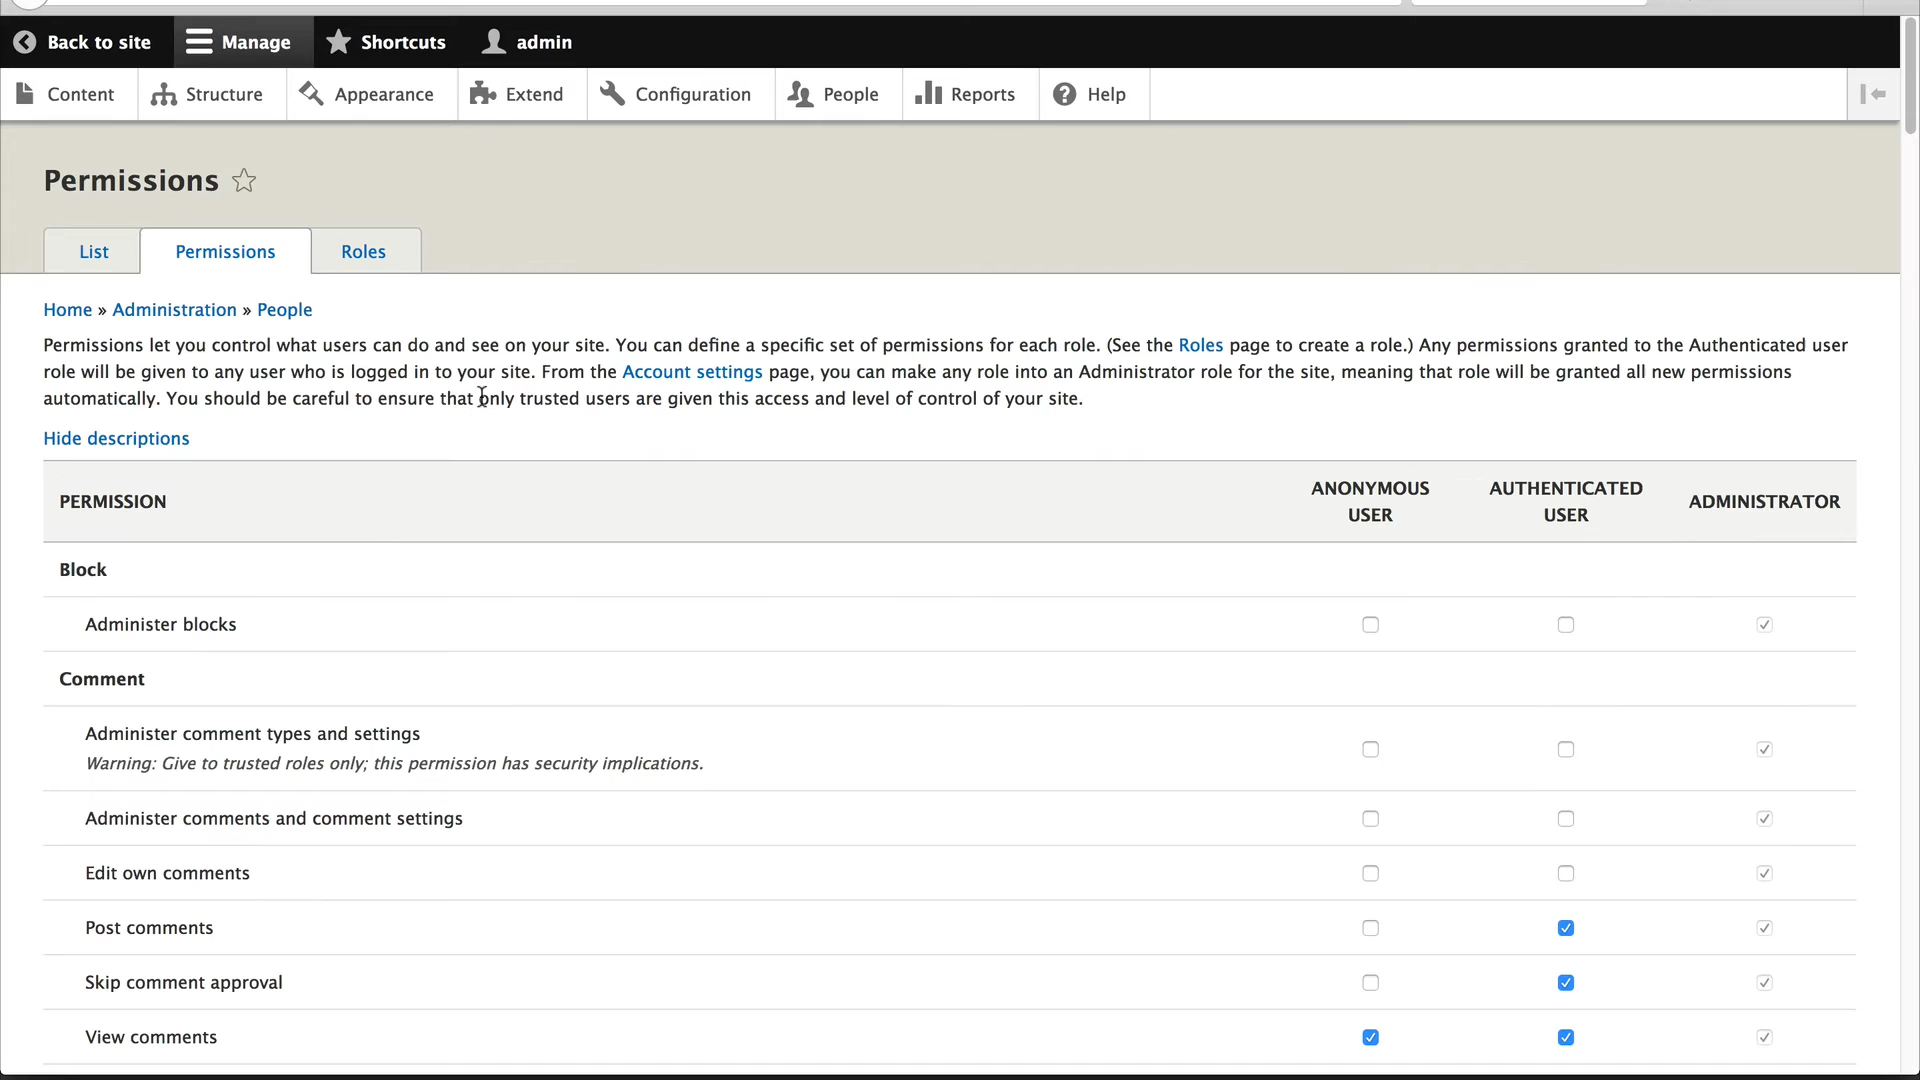 Back to site Manage Shortcuts admin
Content Structure Appearance Extend Configuration People Reports Help
Permissions
List Permissions Roles
Home » Administration » People
Permissions let you control what users can do and see on your site. You can define a specific set of permissions for each role. (See the Roles page to create a role.) Any permissions granted to the Authenticated user
role will be given to any user who is logged in to your site. From the Account settings page, you can make any role into an Administrator role for the site, meaning that role will be granted all new permissions
automatically. You should be careful to ensure that only trusted users are given this access and level of control of your site.
Hide descriptions
PERMISSION ANONYMOUS USER AUTHENTICATED USER ADMINISTRATOR
Block
Administer blocks
Comment
Administer comment types and settings
Warning: Give to trusted roles only; this permission has security implications.
Administer comments and comment settings
Edit own comments
Post comments
Skip comment approval
View comments